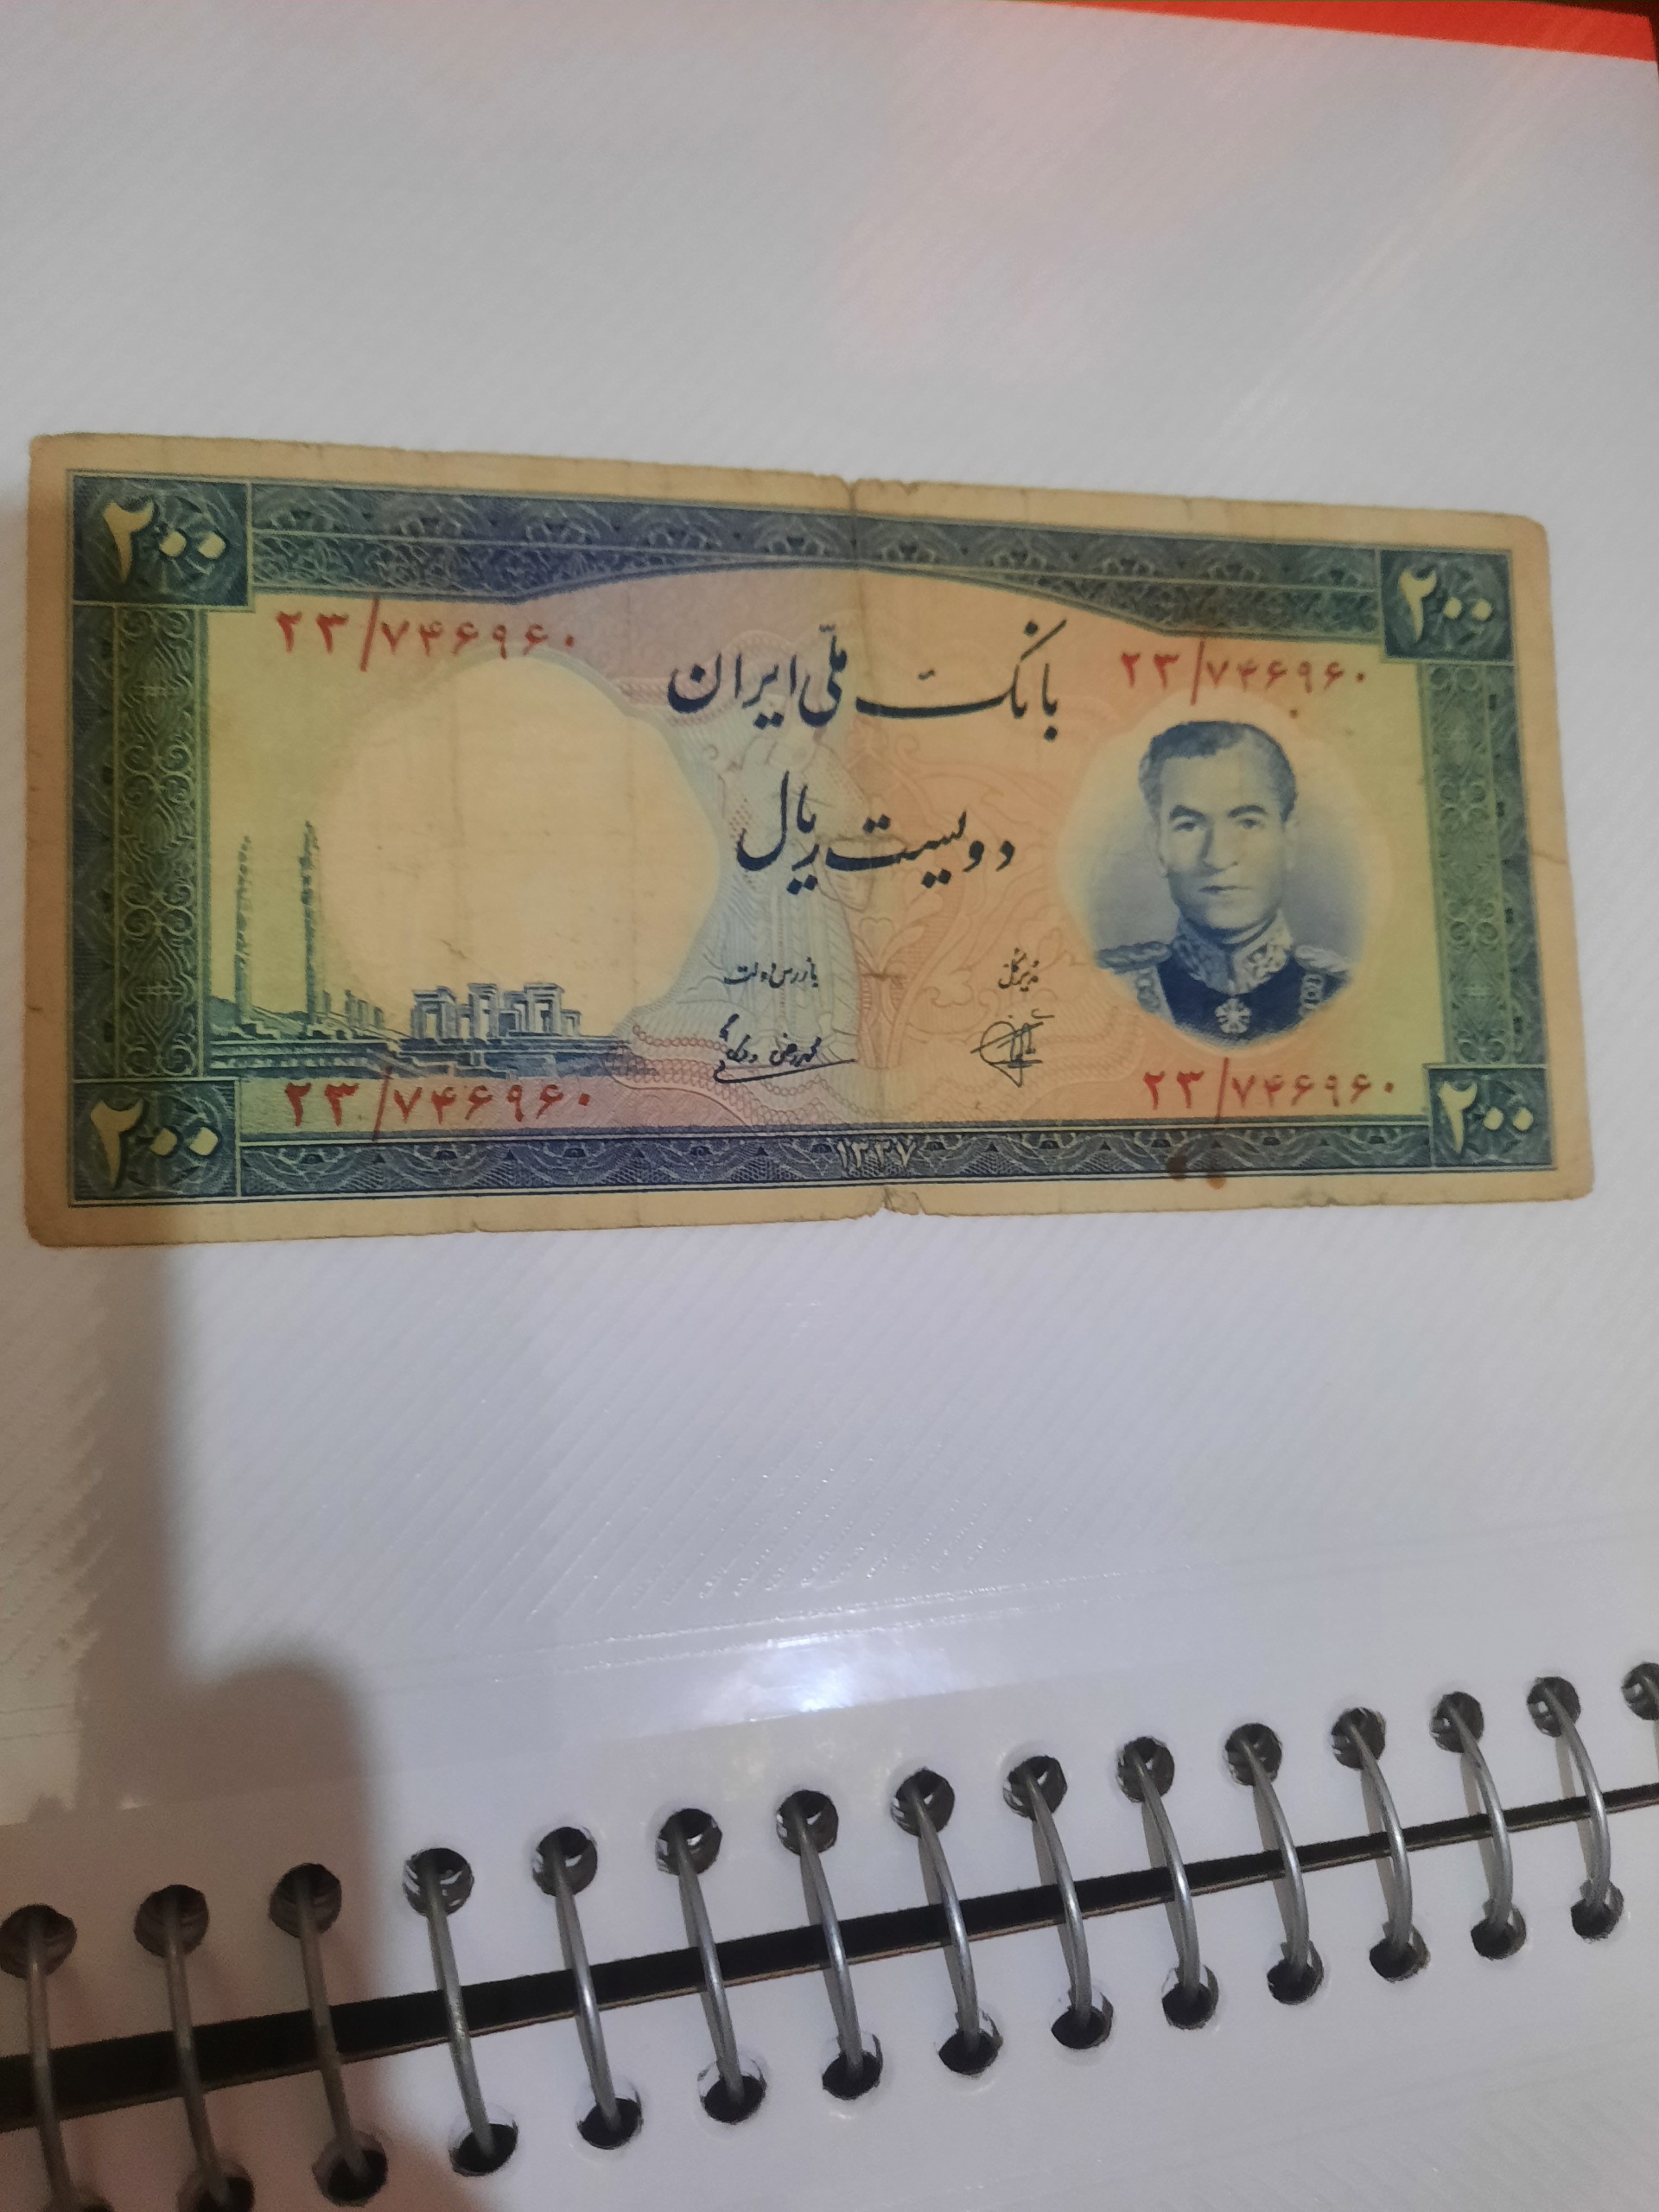 ۲۰۰
۲۰۰
۲۳/۷۴۶۹۶۰
۲۳/۷۴۶۹۶۰
بانک ملّی ایران
دویست ریال
مدیر کل
بازرس دولت
۲۳/۷۴۶۹۶۰
۲۳/۷۴۶۹۶۰
۲۰۰
۱۳۳۷
۲۰۰